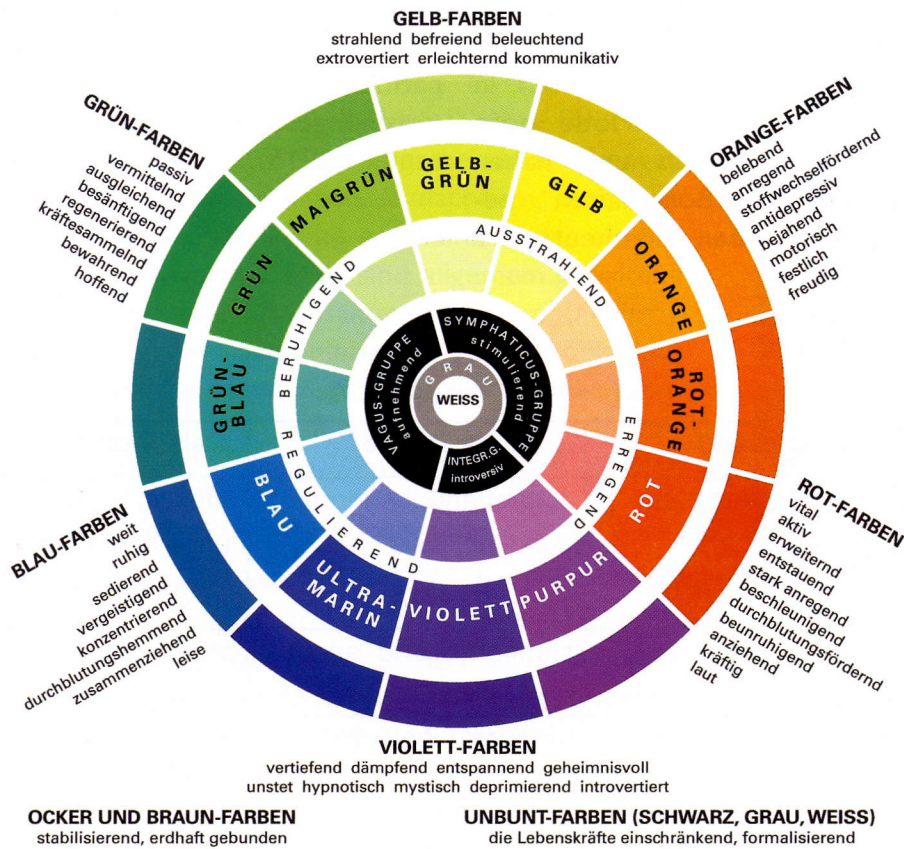 GELB-FARBEN
strahlend befreiend beleuchtend
extrovertiert erleichternd kommunikativ
GRÜN-FARBEN
passiv
vermittelnd
ausgleichend
besänftigend
regenerierend
kräftesammelnd
bewahrend
hoffend
ORANGE-FARBEN
belebend
anregend
stoffwechselfördernd
antidepressiv
bejahend
motorisch
festlich
freudig
GELB-
GRÜN
GELB
ORANGE
ROT-
ORANGE
ROT
PURPUR
VIOLETT
ULTRA-
MARIN
BLAU
GRÜN-
BLAU
GRÜN
MAIGRÜN
AUSSTRAHLEND
ERREGEND
REGULIEREND
BERUHIGEND
SYMPHATICUS-GRUPPE
stimulierend
VAGUS-GRUPPE
aufnehmend
INTEGR.G.
introversiv
GRAU
WEISS
BLAU-FARBEN
weit
ruhig
sedierend
vergeistigend
konzentrierend
durchblutungshemmend
zusammenziehend
leise
ROT-FARBEN
vital
aktiv
erweiternd
entstauend
stark anregend
beschleunigend
durchblutungsfördernd
beunruhigend
anziehend
kräftig
laut
VIOLETT-FARBEN
vertiefend dämpfend entspannend geheimnisvoll
unstet hypnotisch mystisch deprimierend introvertiert
OCKER UND BRAUN-FARBEN
stabilisierend, erdhaft gebunden
UNBUNT-FARBEN (SCHWARZ, GRAU, WEISS)
die Lebenskräfte einschränkend, formalisierend